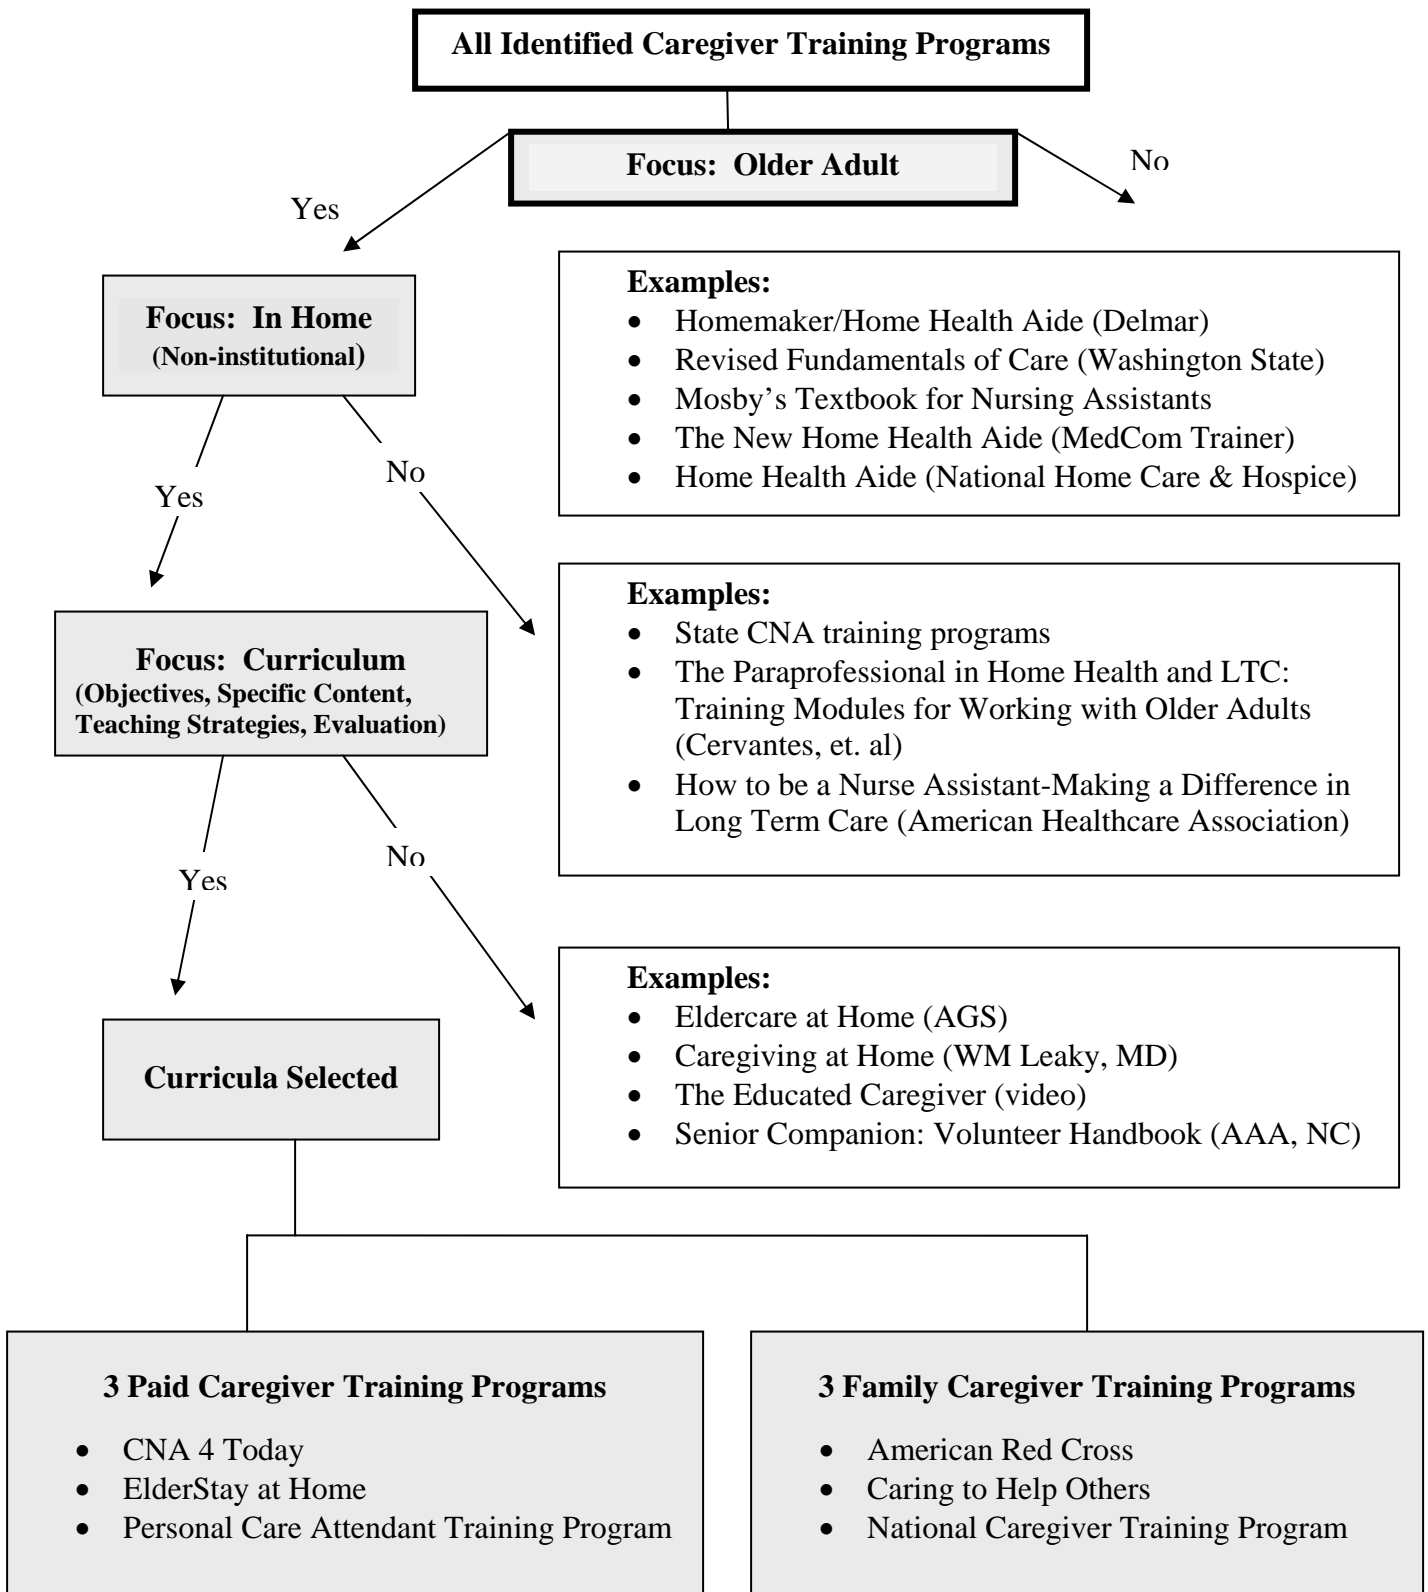 All Identified Caregiver Training Programs
Focus: Older Adult
No
Yes
Focus: In Home
(Non-institutional)
Examples:
• Homemaker/Home Health Aide (Delmar)
• Revised Fundamentals of Care (Washington State)
• Mosby’s Textbook for Nursing Assistants
• The New Home Health Aide (MedCom Trainer)
• Home Health Aide (National Home Care & Hospice)
Yes
No
Focus: Curriculum
(Objectives, Specific Content,
Teaching Strategies, Evaluation)
Examples:
• State CNA training programs
• The Paraprofessional in Home Health and LTC:
Training Modules for Working with Older Adults
(Cervantes, et. al)
• How to be a Nurse Assistant-Making a Difference in
Long Term Care (American Healthcare Association)
Yes
No
Curricula Selected
Examples:
• Eldercare at Home (AGS)
• Caregiving at Home (WM Leaky, MD)
• The Educated Caregiver (video)
• Senior Companion: Volunteer Handbook (AAA, NC)
3 Paid Caregiver Training Programs
• CNA 4 Today
• ElderStay at Home
• Personal Care Attendant Training Program
3 Family Caregiver Training Programs
• American Red Cross
• Caring to Help Others
• National Caregiver Training Program